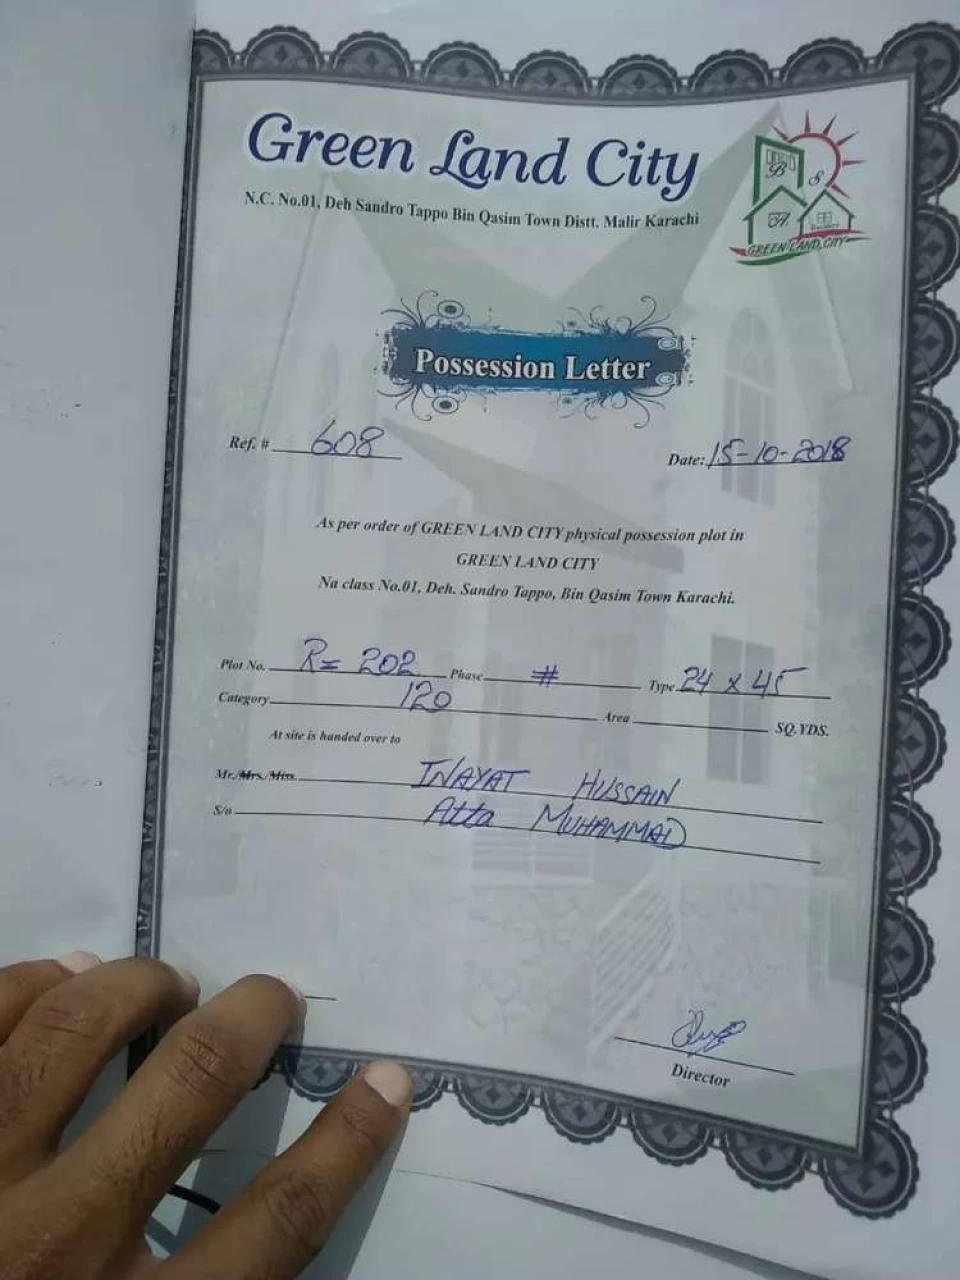 Green Land City
N.C. No.01, Deh Sandro Tappo Bin Qasim Town Distt. Malir Karachi
B S
A.
GREEN LAND CITY
Possession Letter
Ref. # 608
Date: 15-10-2018
As per order of GREEN LAND CITY physical possession plot in
GREEN LAND CITY
Na class No.01, Deh. Sandro Tappo, Bin Qasim Town Karachi.
Plot No. R= 202 Phase # Type 24 x 45
Category 120 Area SQ.YDS.
At site is handed over to
Mr./Mrs./Miss. INAYAT HUSSAIN
S/o Atta MUHAMMAD
Director